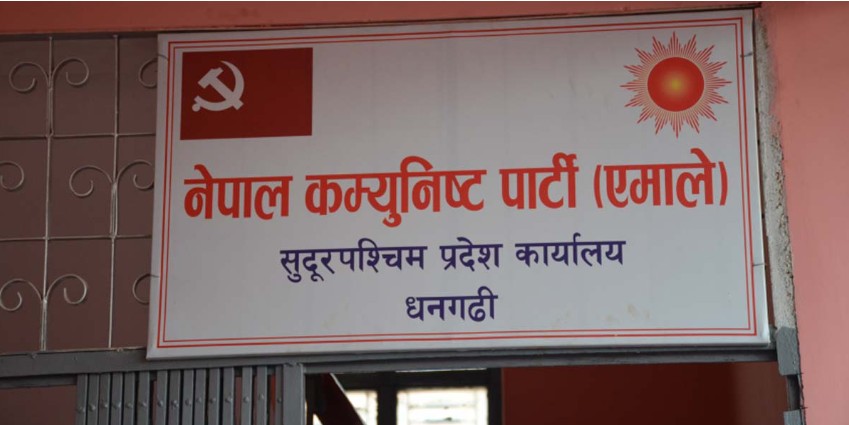 नेपाल कम्युनिष्ट पार्टी (एमाले)
सुदूरपश्चिम प्रदेश कार्यालय
धनगढी